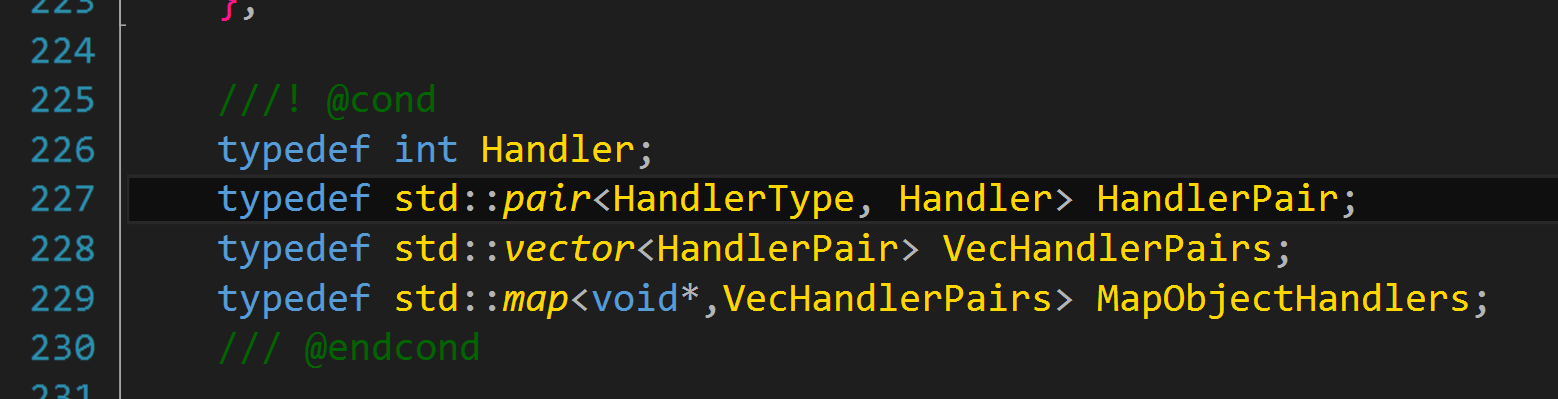 223 },
224
225 ///! @cond
226 typedef int Handler;
227 typedef std::pair<HandlerType, Handler> HandlerPair;
228 typedef std::vector<HandlerPair> VecHandlerPairs;
229 typedef std::map<void*,VecHandlerPairs> MapObjectHandlers;
230 /// @endcond
231